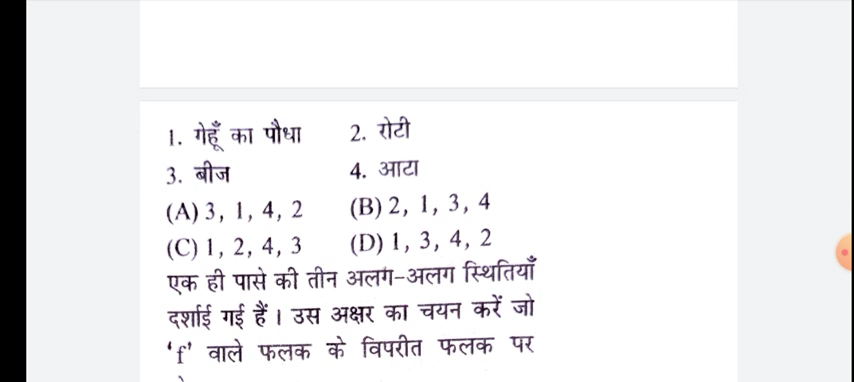 1. गेहूँ का पौधा 2. रोटी
3. बीज 4. आटा
(A) 3, 1, 4, 2 (B) 2, 1, 3, 4
(C) 1, 2, 4, 3 (D) 1, 3, 4, 2
एक ही पासे की तीन अलग-अलग स्थितियाँ
दर्शाई गई हैं। उस अक्षर का चयन करें जो
'f' वाले फलक के विपरीत फलक पर